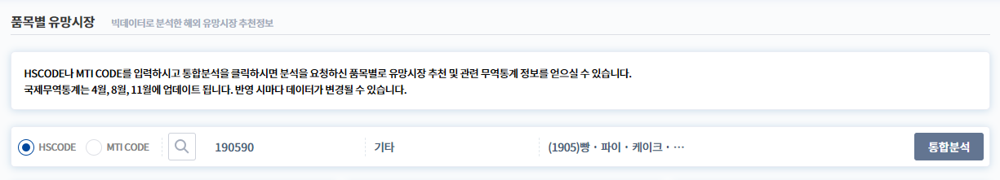 품목별 유망시장 빅데이터로 분석한 해외 유망시장 추천정보
HSCODE나 MTI CODE를 입력하시고 통합분석을 클릭하시면 분석을 요청하신 품목별로 유망시장 추천 및 관련 무역통계 정보를 얻으실 수 있습니다.
국제무역통계는 4월, 8월, 11월에 업데이트 됩니다. 반영 시마다 데이터가 변경될 수 있습니다.
HSCODE MTI CODE 190590 기타 (1905)빵 · 파이 · 케이크 · ··· 통합분석